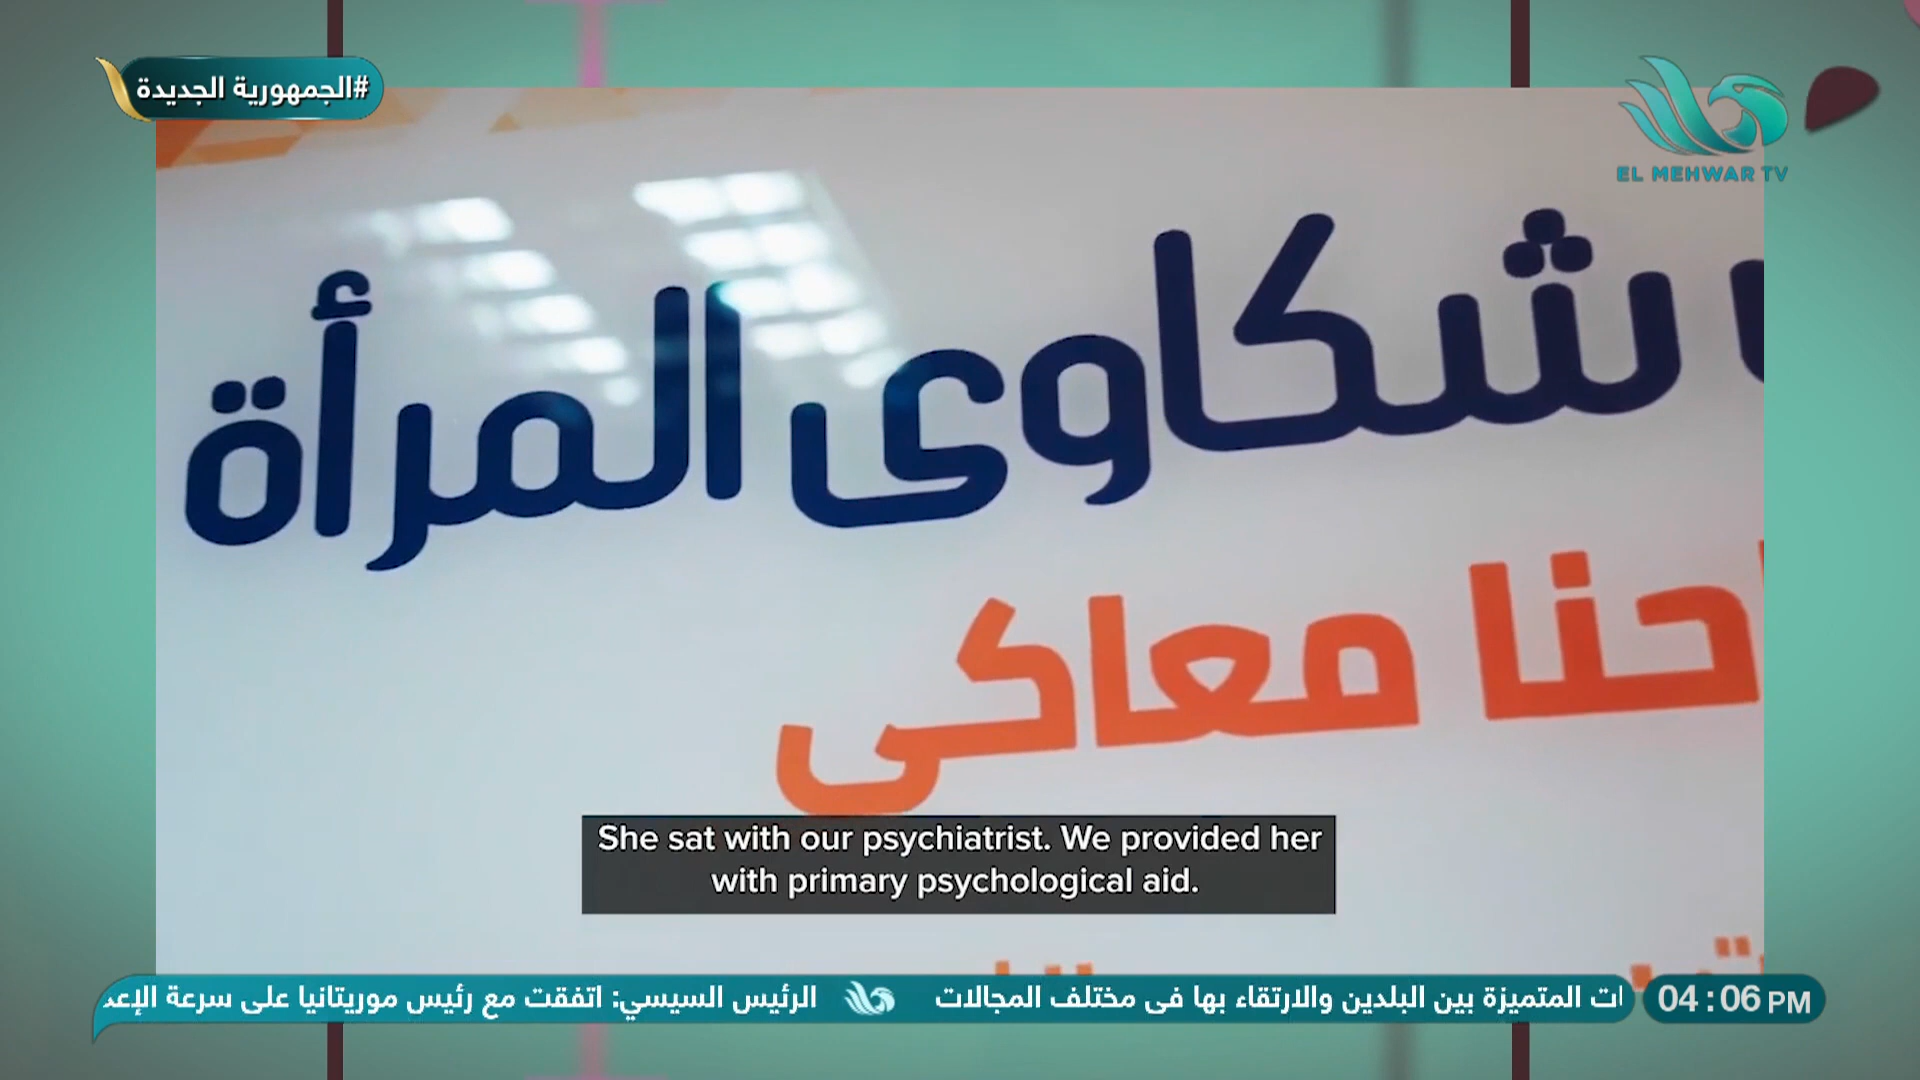 #الجمهورية الجديدة
EL MEHWAR TV
شكاوى المرأة
احنا معاكي
She sat with our psychiatrist. We provided her
with primary psychological aid.
ات المتميزة بين البلدين والارتقاء بها فى مختلف المجالات
الرئيس السيسي: اتفقت مع رئيس موريتانيا على سرعة
04:06 PM